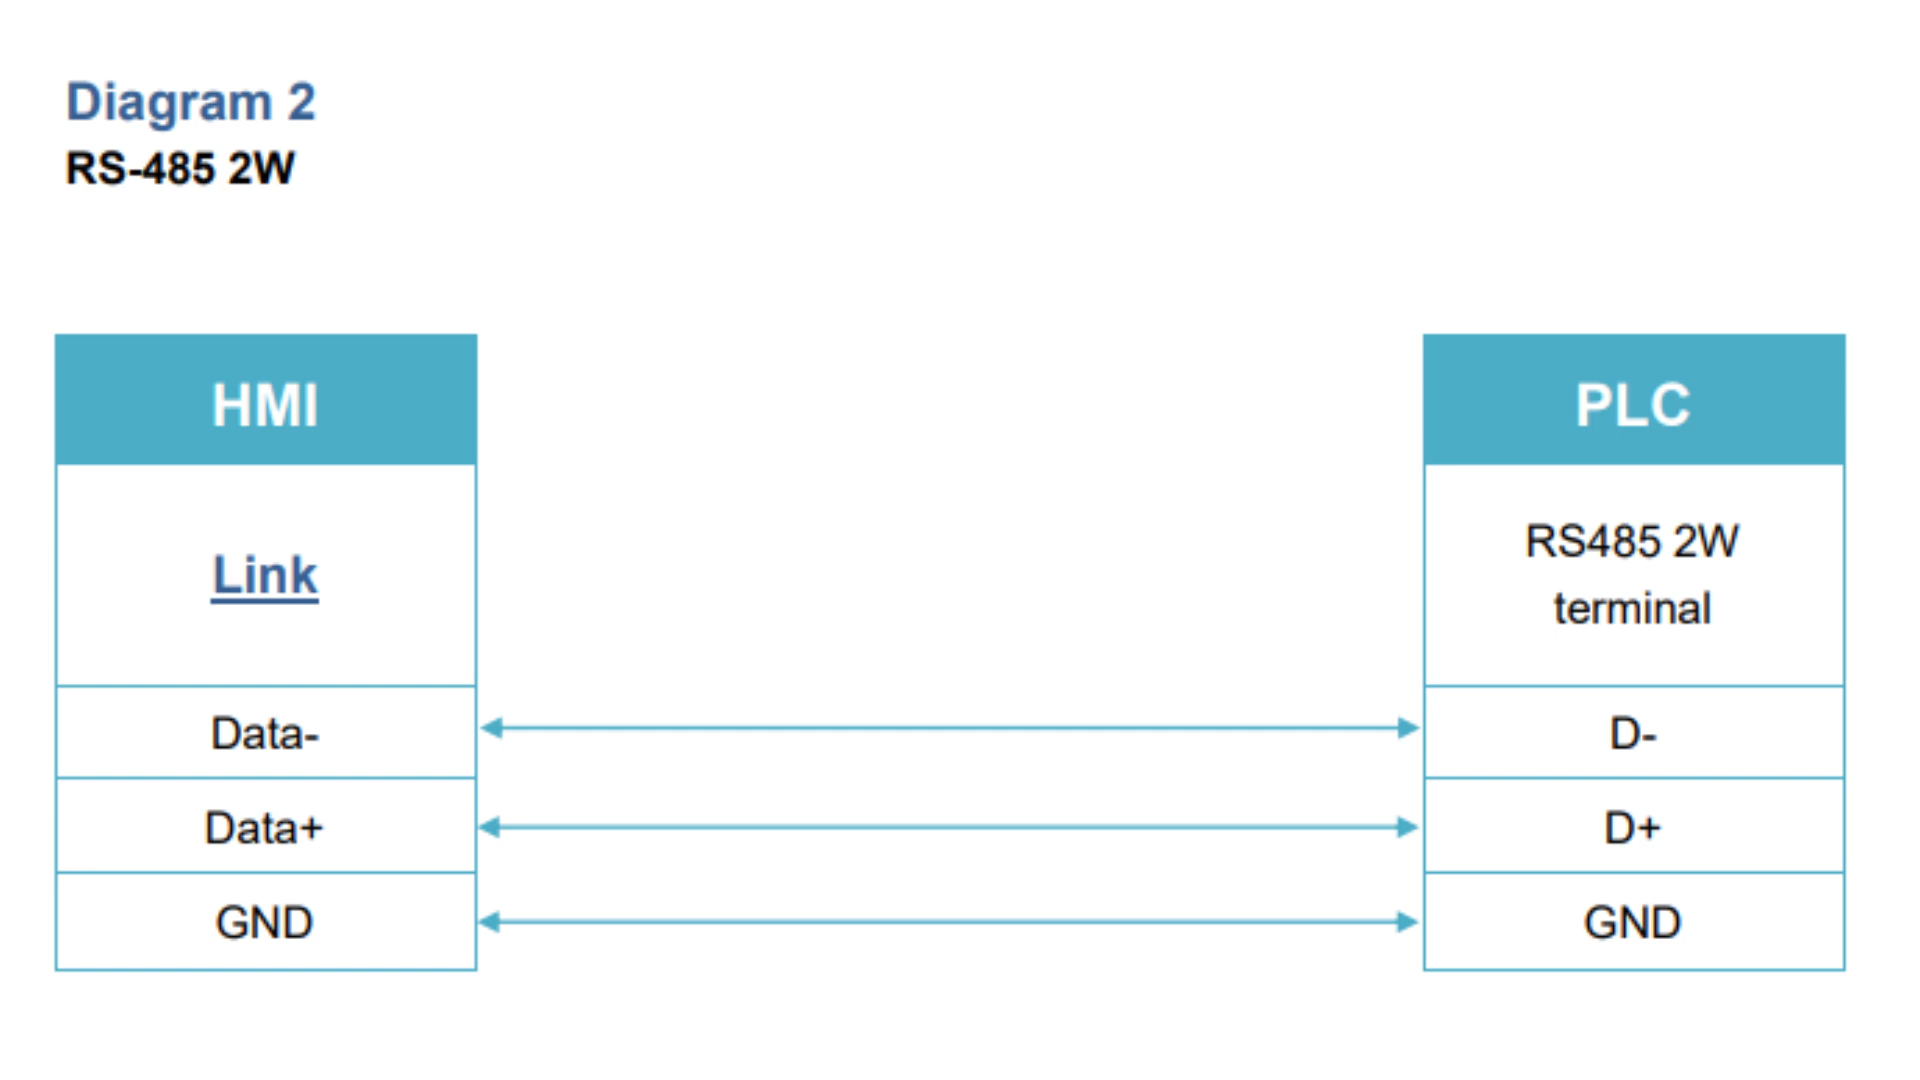 Diagram 2
RS-485 2W
HMI
PLC
Link
RS485 2W
terminal
Data-
D-
Data+
D+
GND
GND